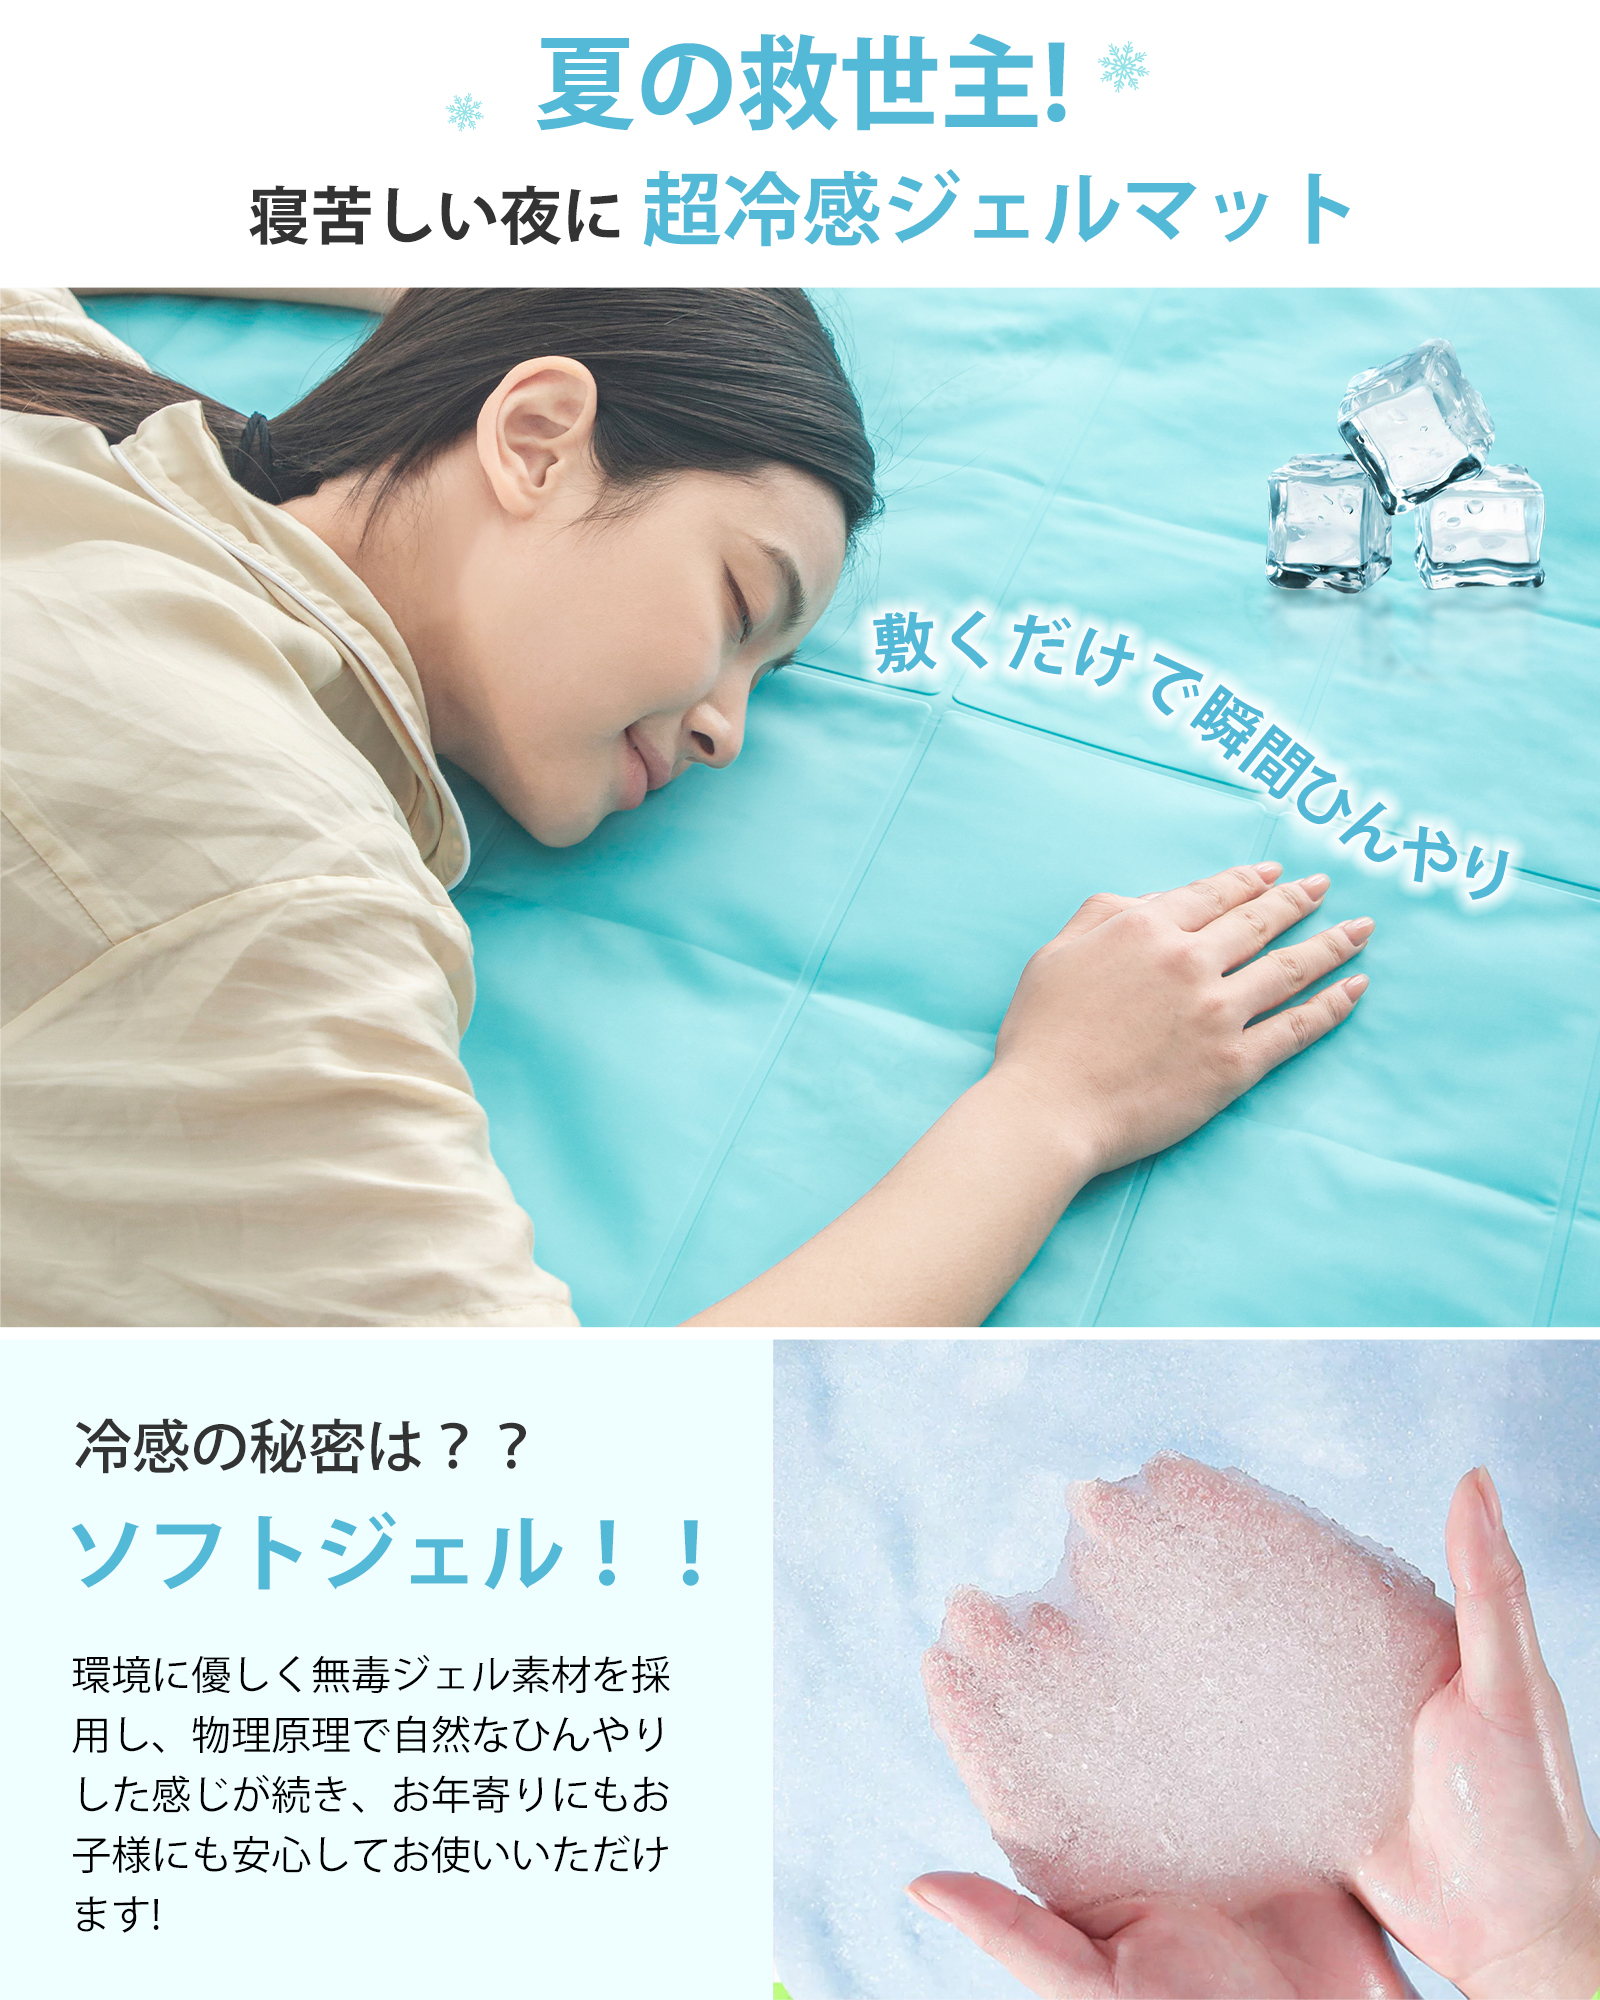 夏の救世主!
寝苦しい夜に 超冷感ジェルマット
敷くだけで瞬間ひんやり
冷感の秘密は？？
ソフトジェル！！
環境に優しく無毒ジェル素材を採
用し、物理原理で自然なひんやり
した感じが続き、お年寄りにもお
子様にも安心してお使いいただけ
ます!